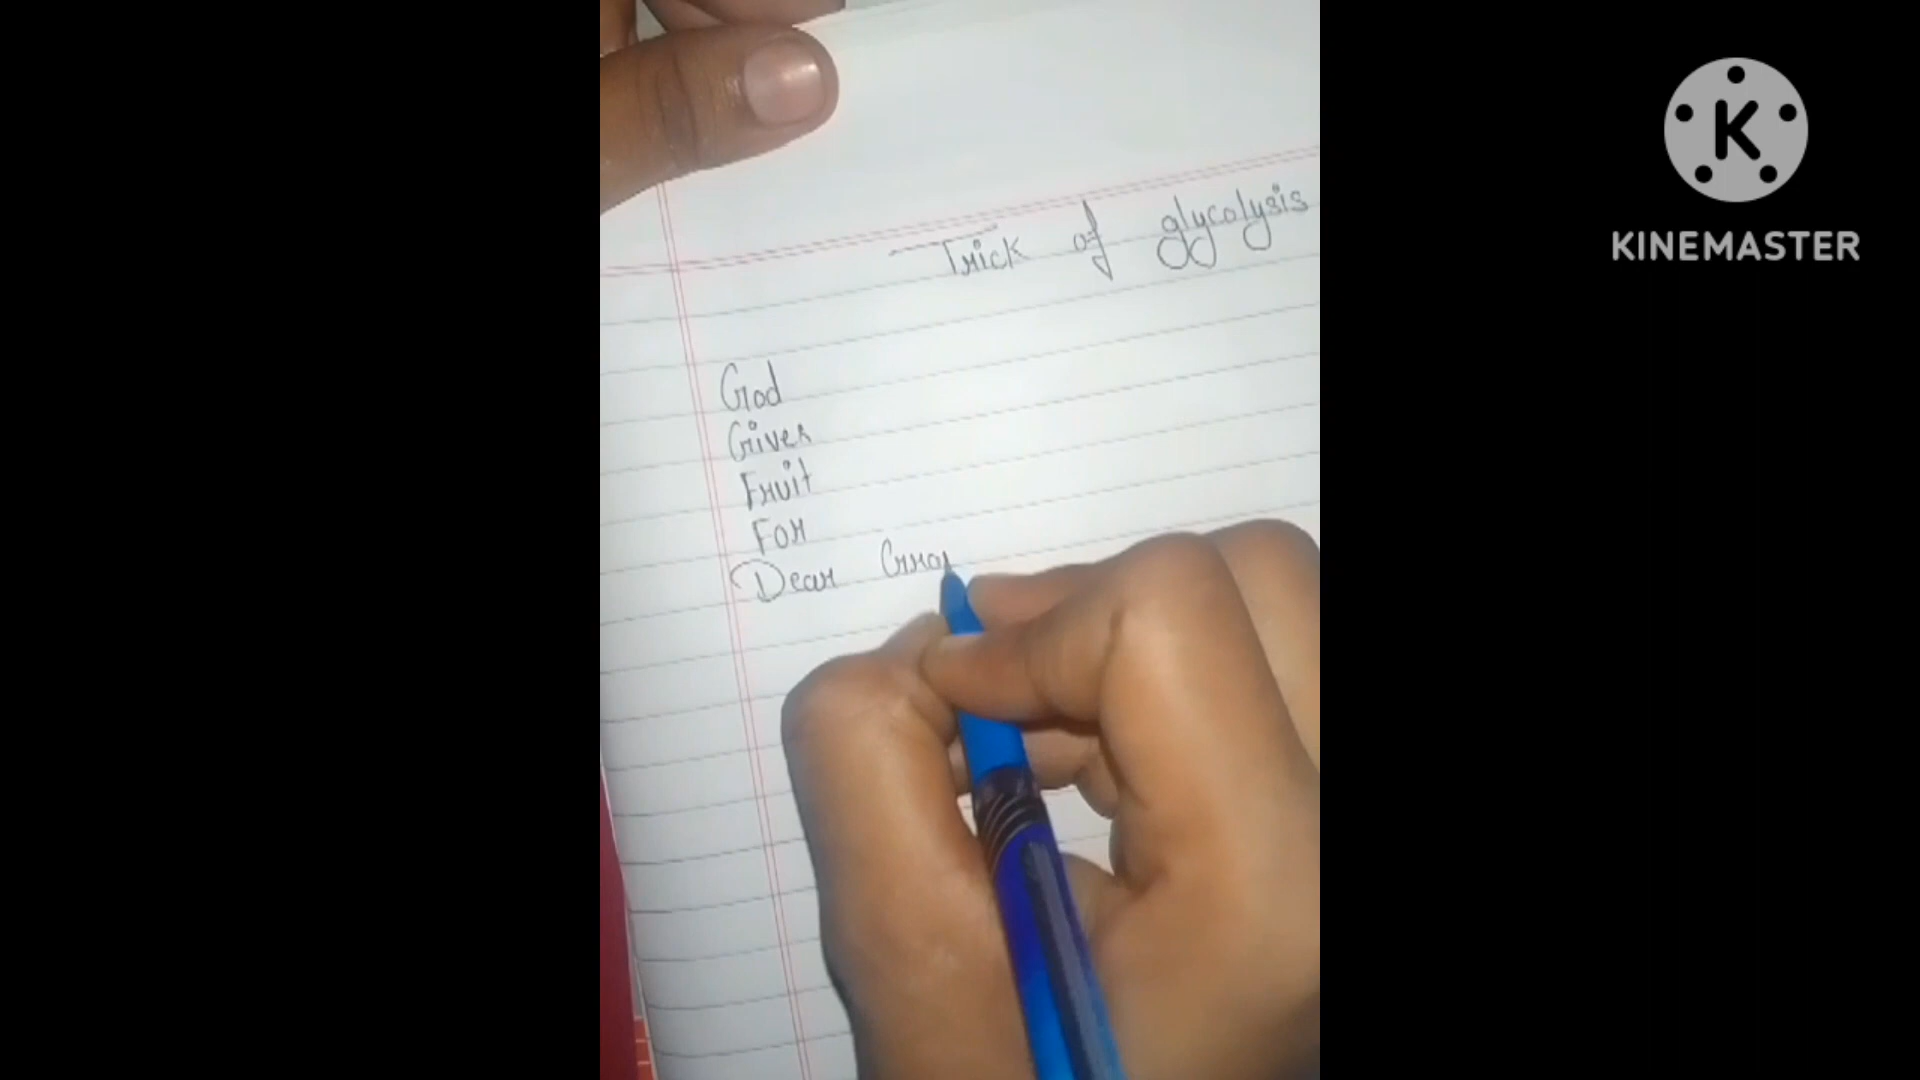 Trick of glycolysis
God
Gives
Fruit
For
Dear
K
KINEMASTER